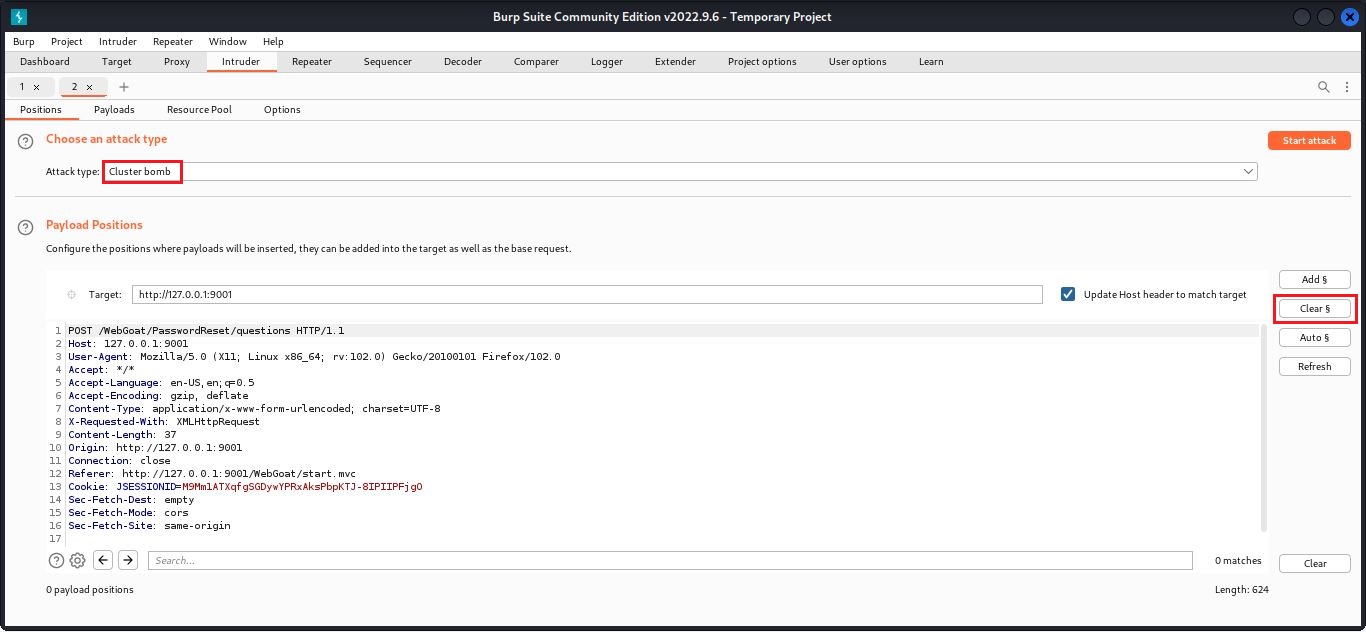 Burp Suite Community Edition v2022.9.6 - Temporary Project
Burp Project Intruder Repeater Window Help
Dashboard Target Proxy Intruder Repeater Sequencer Decoder Comparer Logger Extender Project options User options Learn
1 × 2 × +
Positions Payloads Resource Pool Options
? Choose an attack type
Start attack
Attack type: Cluster bomb
? Payload Positions
Configure the positions where payloads will be inserted, they can be added into the target as well as the base request.
Add §
Target: http://127.0.0.1:9001 Update Host header to match target
Clear §
Auto §
Refresh
1 POST /WebGoat/PasswordReset/questions HTTP/1.1
2 Host: 127.0.0.1:9001
3 User-Agent: Mozilla/5.0 (X11; Linux x86_64; rv:102.0) Gecko/20100101 Firefox/102.0
4 Accept: */*
5 Accept-Language: en-US,en;q=0.5
6 Accept-Encoding: gzip, deflate
7 Content-Type: application/x-www-form-urlencoded; charset=UTF-8
8 X-Requested-With: XMLHttpRequest
9 Content-Length: 37
10 Origin: http://127.0.0.1:9001
11 Connection: close
12 Referer: http://127.0.0.1:9001/WebGoat/start.mvc
13 Cookie: JSESSIONID=M9Mm1ATXqfgSGDywYPRxAksPbpKTJ-8IPIIPFjgO
14 Sec-Fetch-Dest: empty
15 Sec-Fetch-Mode: cors
16 Sec-Fetch-Site: same-origin
17
? Search... 0 matches Clear
0 payload positions Length: 624